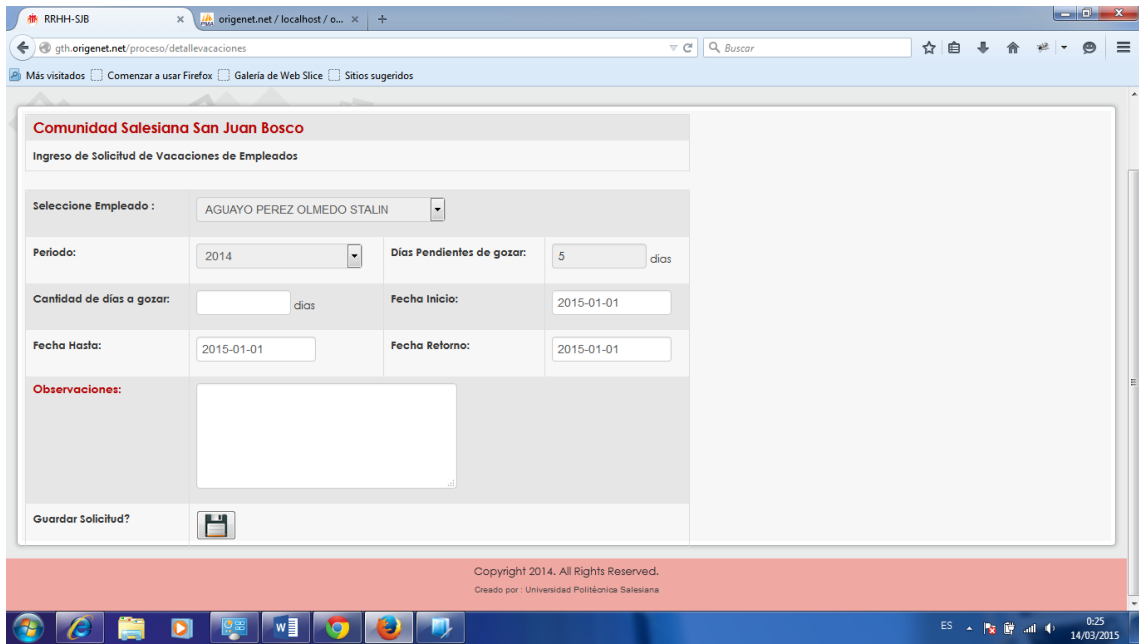 RRHH-SJB
origenet.net / localhost / o...
gth.origenet.net/proceso/detallevacaciones
Buscar
Más visitados Comenzar a usar Firefox Galería de Web Slice Sitios sugeridos
Comunidad Salesiana San Juan Bosco
Ingreso de Solicitud de Vacaciones de Empleados
Seleccione Empleado : AGUAYO PEREZ OLMEDO STALIN
Periodo: 2014 Días Pendientes de gozar: 5 dias
Cantidad de días a gozar: dias Fecha Inicio: 2015-01-01
Fecha Hasta: 2015-01-01 Fecha Retorno: 2015-01-01
Observaciones:
Guardar Solicitud?
Copyright 2014. All Rights Reserved.
Creado por : Universidad Politécnica Salesiana
ES 0:25
14/03/2015